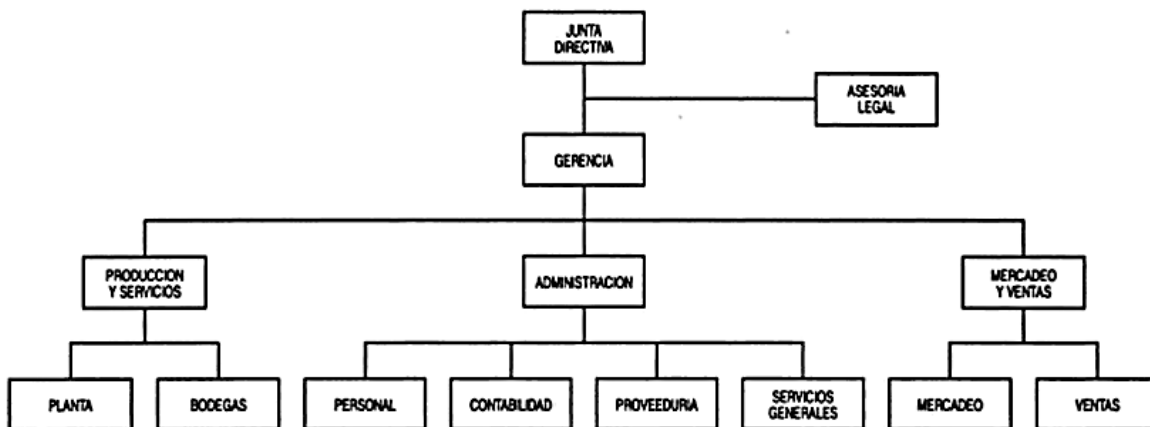 JUNTA
DIRECTIVA
ASESORIA
LEGAL
GERENCIA
PRODUCCION
Y SERVICIOS
ADMINISTRACION
MERCADEO
Y VENTAS
PLANTA
BODEGAS
PERSONAL
CONTABILIDAD
PROVEEDURIA
SERVICIOS
GENERALES
MERCADEO
VENTAS